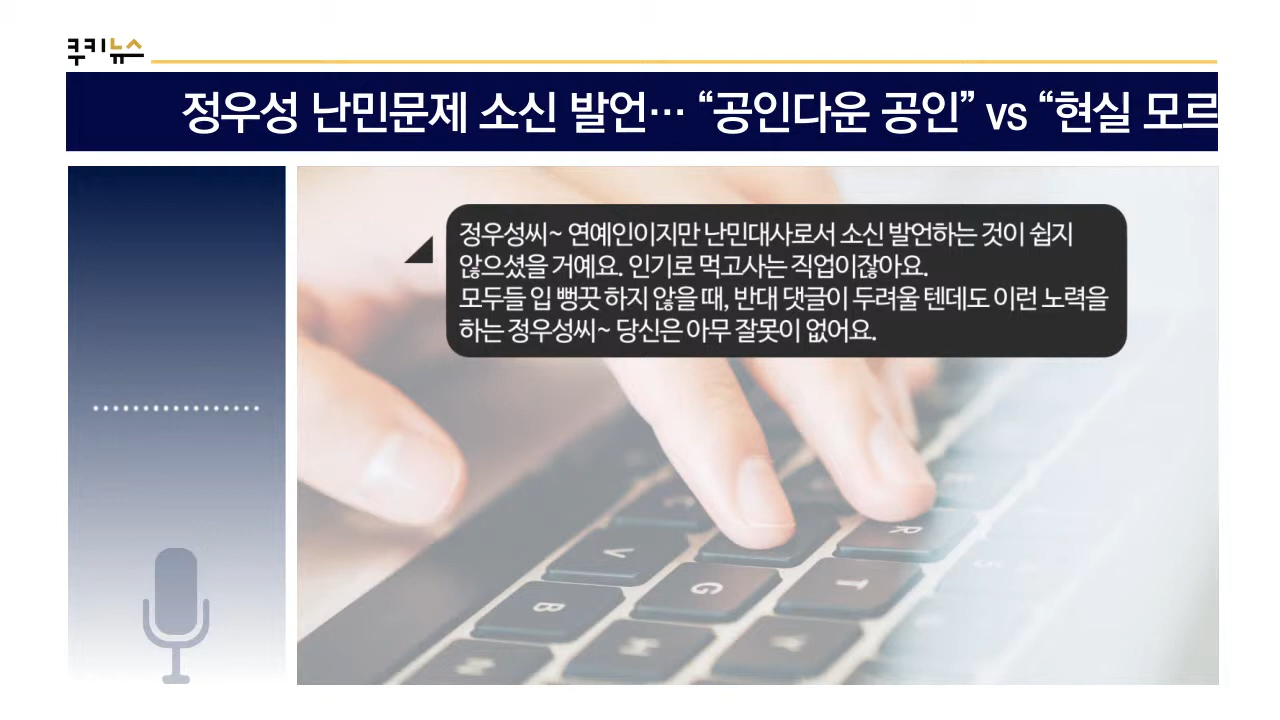 쿠키뉴스
정우성 난민문제 소신 발언… “공인다운 공인” vs “현실 모르
정우성씨~ 연예인이지만 난민대사로서 소신 발언하는 것이 쉽지
않으셨을 거예요. 인기로 먹고사는 직업이잖아요.
모두들 입 뻥끗 하지 않을 때, 반대 댓글이 두려울 텐데도 이런 노력을
하는 정우성씨~ 당신은 아무 잘못이 없어요.
E
R
V
G
T
B
M
Y